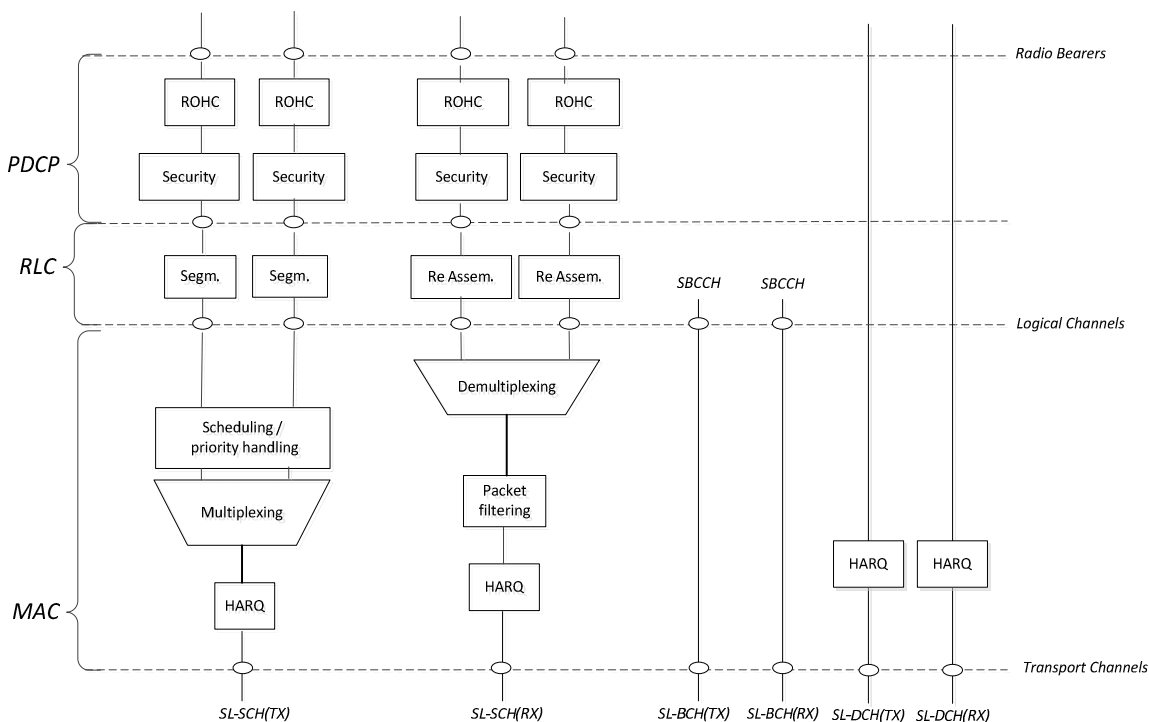 Radio Bearers
ROHC ROHC ROHC ROHC
PDCP
Security Security Security Security
RLC
Segm. Segm. Re Assem. Re Assem.
SBCCH SBCCH
Logical Channels
Demultiplexing
Scheduling /
priority handling
Packet
filtering
Multiplexing
HARQ HARQ
HARQ
HARQ
MAC
Transport Channels
SL-SCH(TX) SL-SCH(RX) SL-BCH(TX) SL-BCH(RX) SL-DCH(TX) SL-DCH(RX)